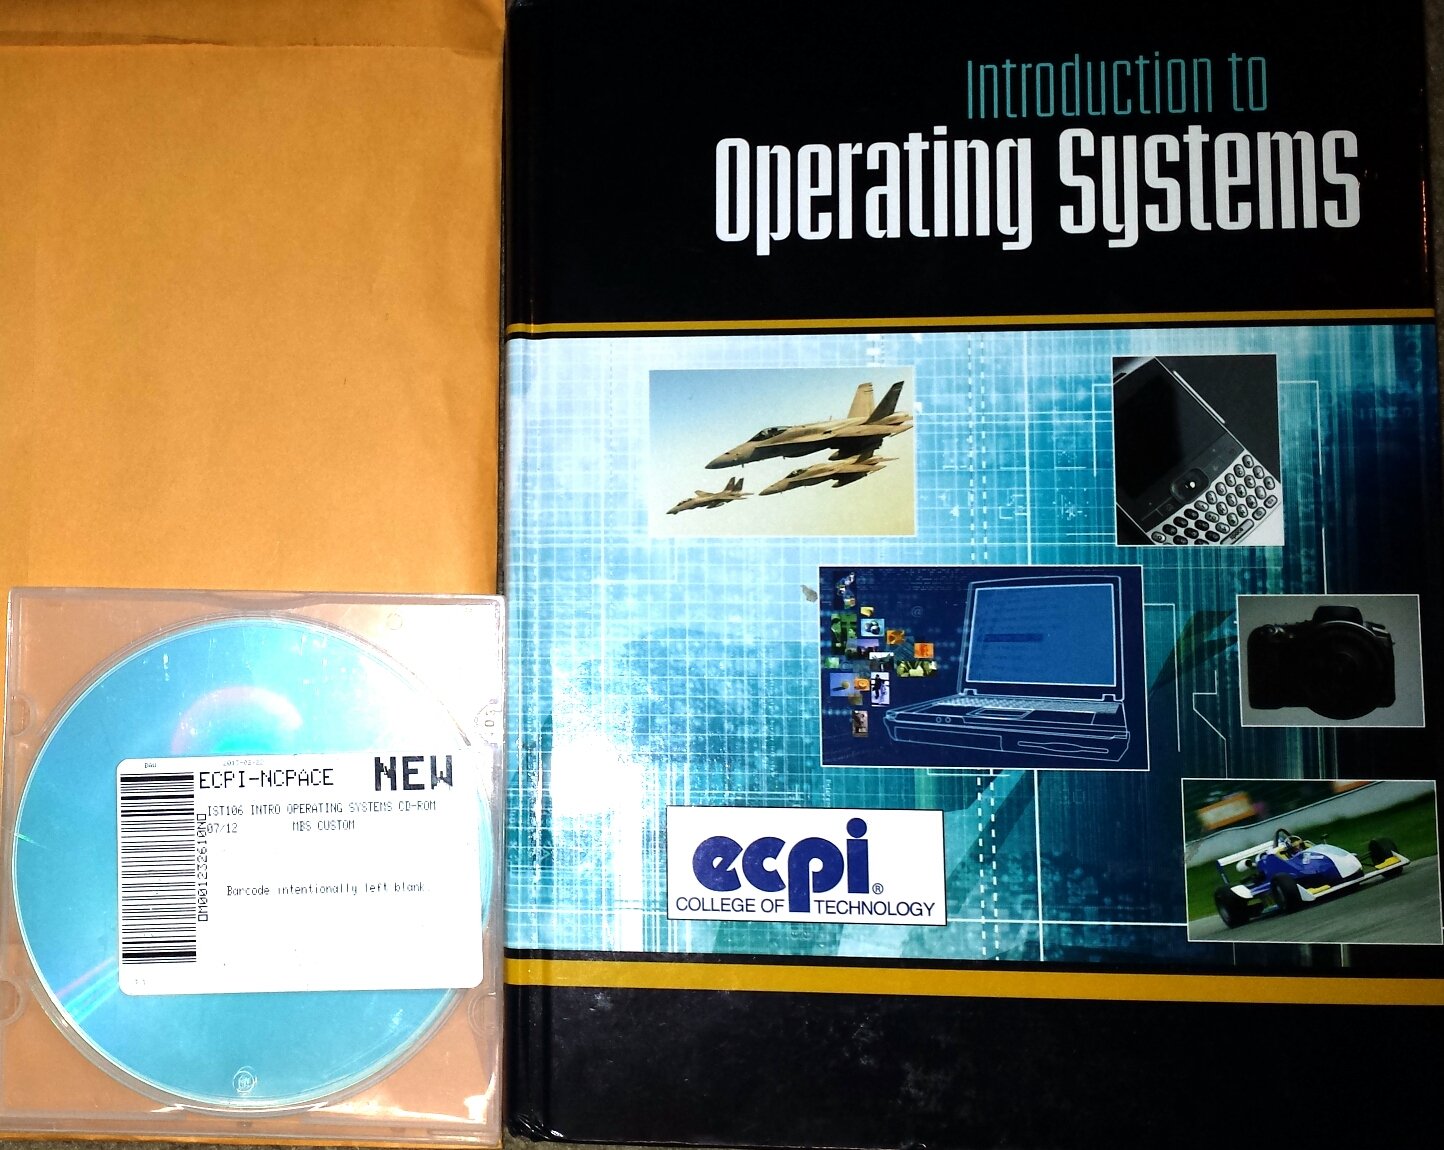 Introduction to
Operating Systems
ecpi®
COLLEGE OF TECHNOLOGY
ECPI-NCPACE NEW
IST106 INTRO OPERATING SYSTEMS CD-ROM
07/12 MBS CUSTOM
Barcode intentionally left blank.